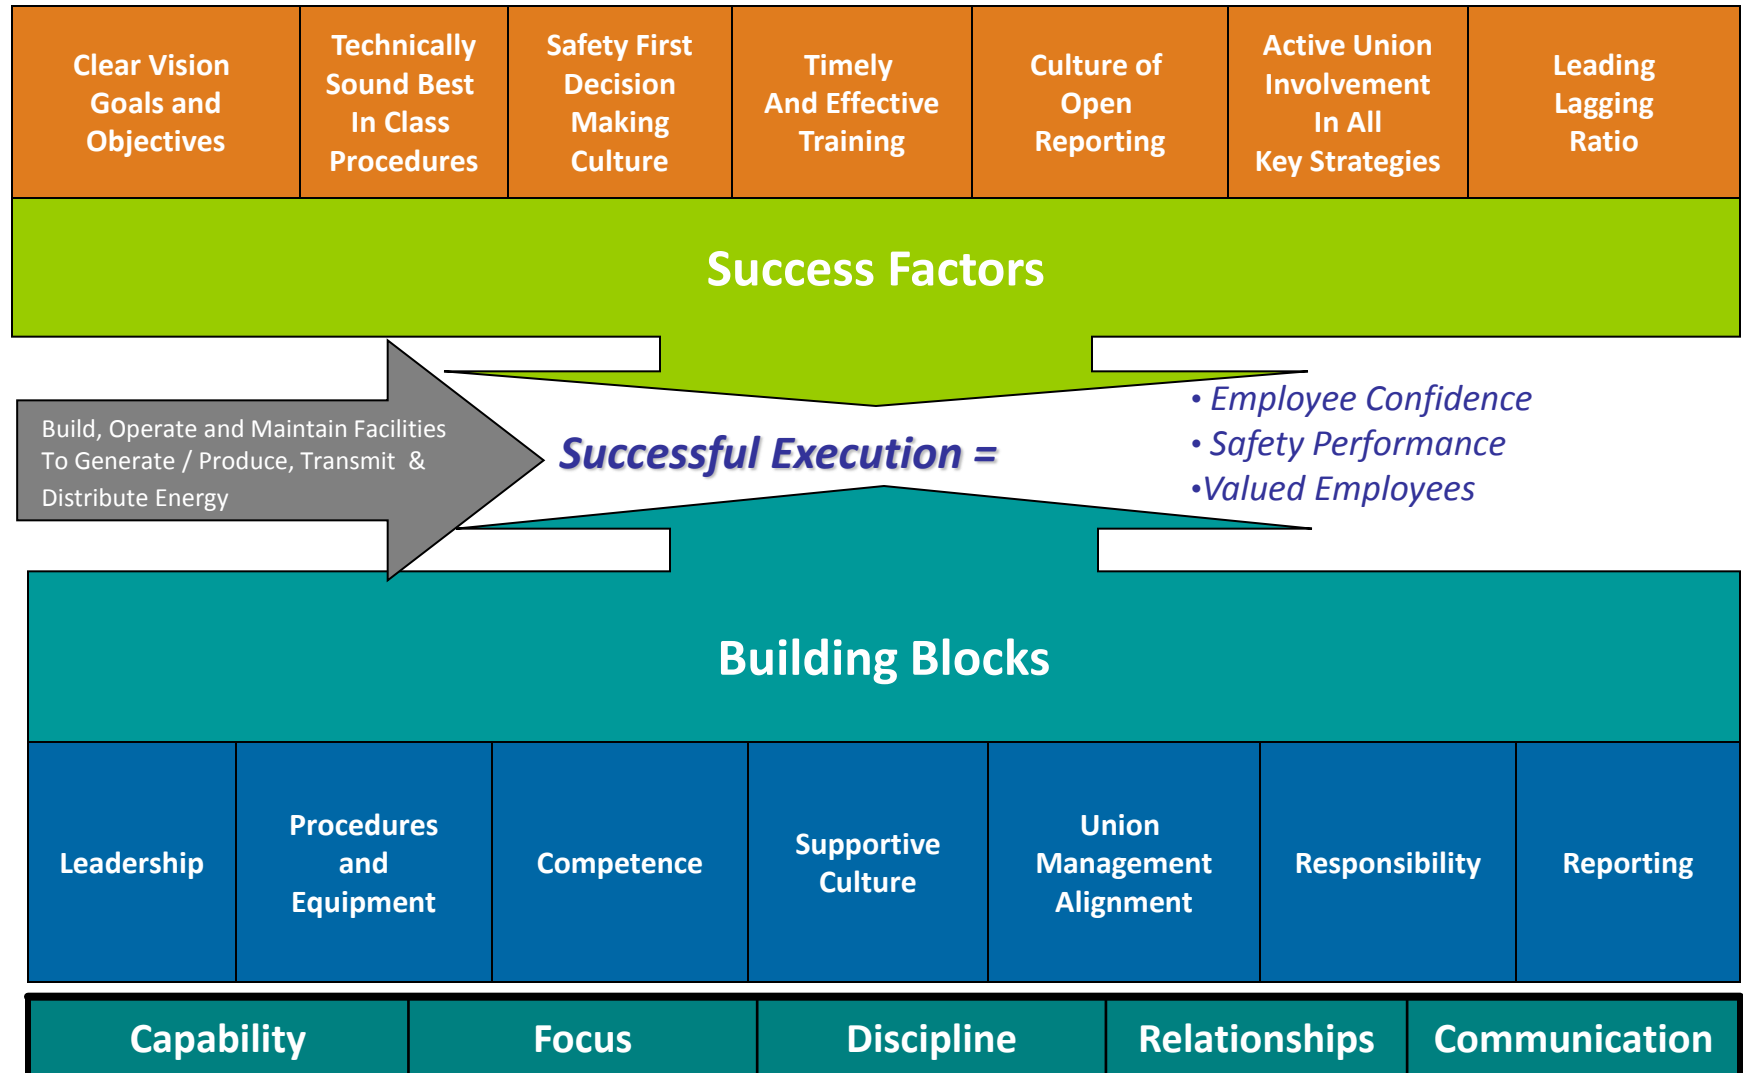 Clear Vision
Goals and
Objectives
Technically
Sound Best
In Class
Procedures
Safety First
Decision
Making
Culture
Timely
And Effective
Training
Culture of
Open
Reporting
Active Union
Involvement
In All
Key Strategies
Leading
Lagging
Ratio
Success Factors
Build, Operate and Maintain Facilities
To Generate / Produce, Transmit &
Distribute Energy
Successful Execution =
• Employee Confidence
• Safety Performance
•Valued Employees
Building Blocks
Leadership
Procedures
and
Equipment
Competence
Supportive
Culture
Union
Management
Alignment
Responsibility
Reporting
Capability
Focus
Discipline
Relationships
Communication